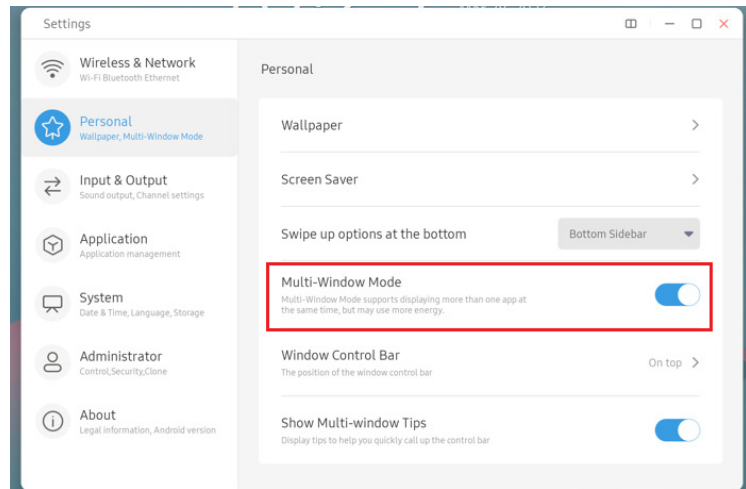 Settings
Wireless & Network
Wi-Fi Bluetooth Ethernet
Personal
Wallpaper, Multi-Window Mode
Input & Output
Sound output, Channel settings
Application
Application management
System
Date & Time, Language, Storage
Administrator
Control,Security,Clone
About
Legal information, Android version
Personal
Wallpaper
Screen Saver
Swipe up options at the bottom
Bottom Sidebar
Multi-Window Mode
Multi-Window Mode supports displaying more than one app at
the same time, but may use more energy.
Window Control Bar
The position of the window control bar
On top
Show Multi-window Tips
Display tips to help you quickly call up the control bar